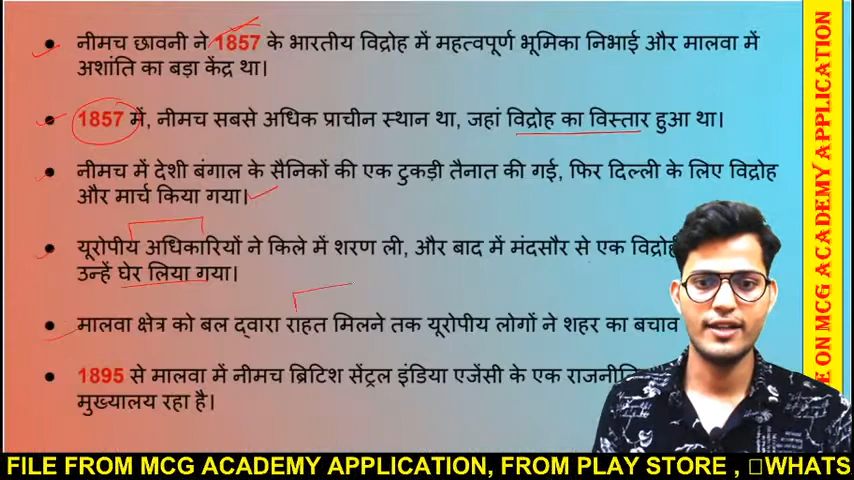 नीमच छावनी ने 1857 के भारतीय विद्रोह में महत्वपूर्ण भूमिका निभाई और मालवा में
अशांति का बड़ा केंद्र था।
1857 में, नीमच सबसे अधिक प्राचीन स्थान था, जहां विद्रोह का विस्तार हुआ था।
नीमच में देशी बंगाल के सैनिकों की एक टुकड़ी तैनात की गई, फिर दिल्ली के लिए विद्रोह
और मार्च किया गया।
यूरोपीय अधिकारियों ने किले में शरण ली, और बाद में मंदसौर से एक
उन्हें घेर लिया गया।
मालवा क्षेत्र को बल द्वारा राहत मिलने तक यूरोपीय लोगों ने शहर का बचाव
1895 से मालवा में नीमच ब्रिटिश सेंट्रल इंडिया एजेंसी के एक
मुख्यालय रहा है।
E ON MCG ACADEMY APPLICATION
FILE FROM MCG ACADEMY APPLICATION, FROM PLAY STORE , WHATS